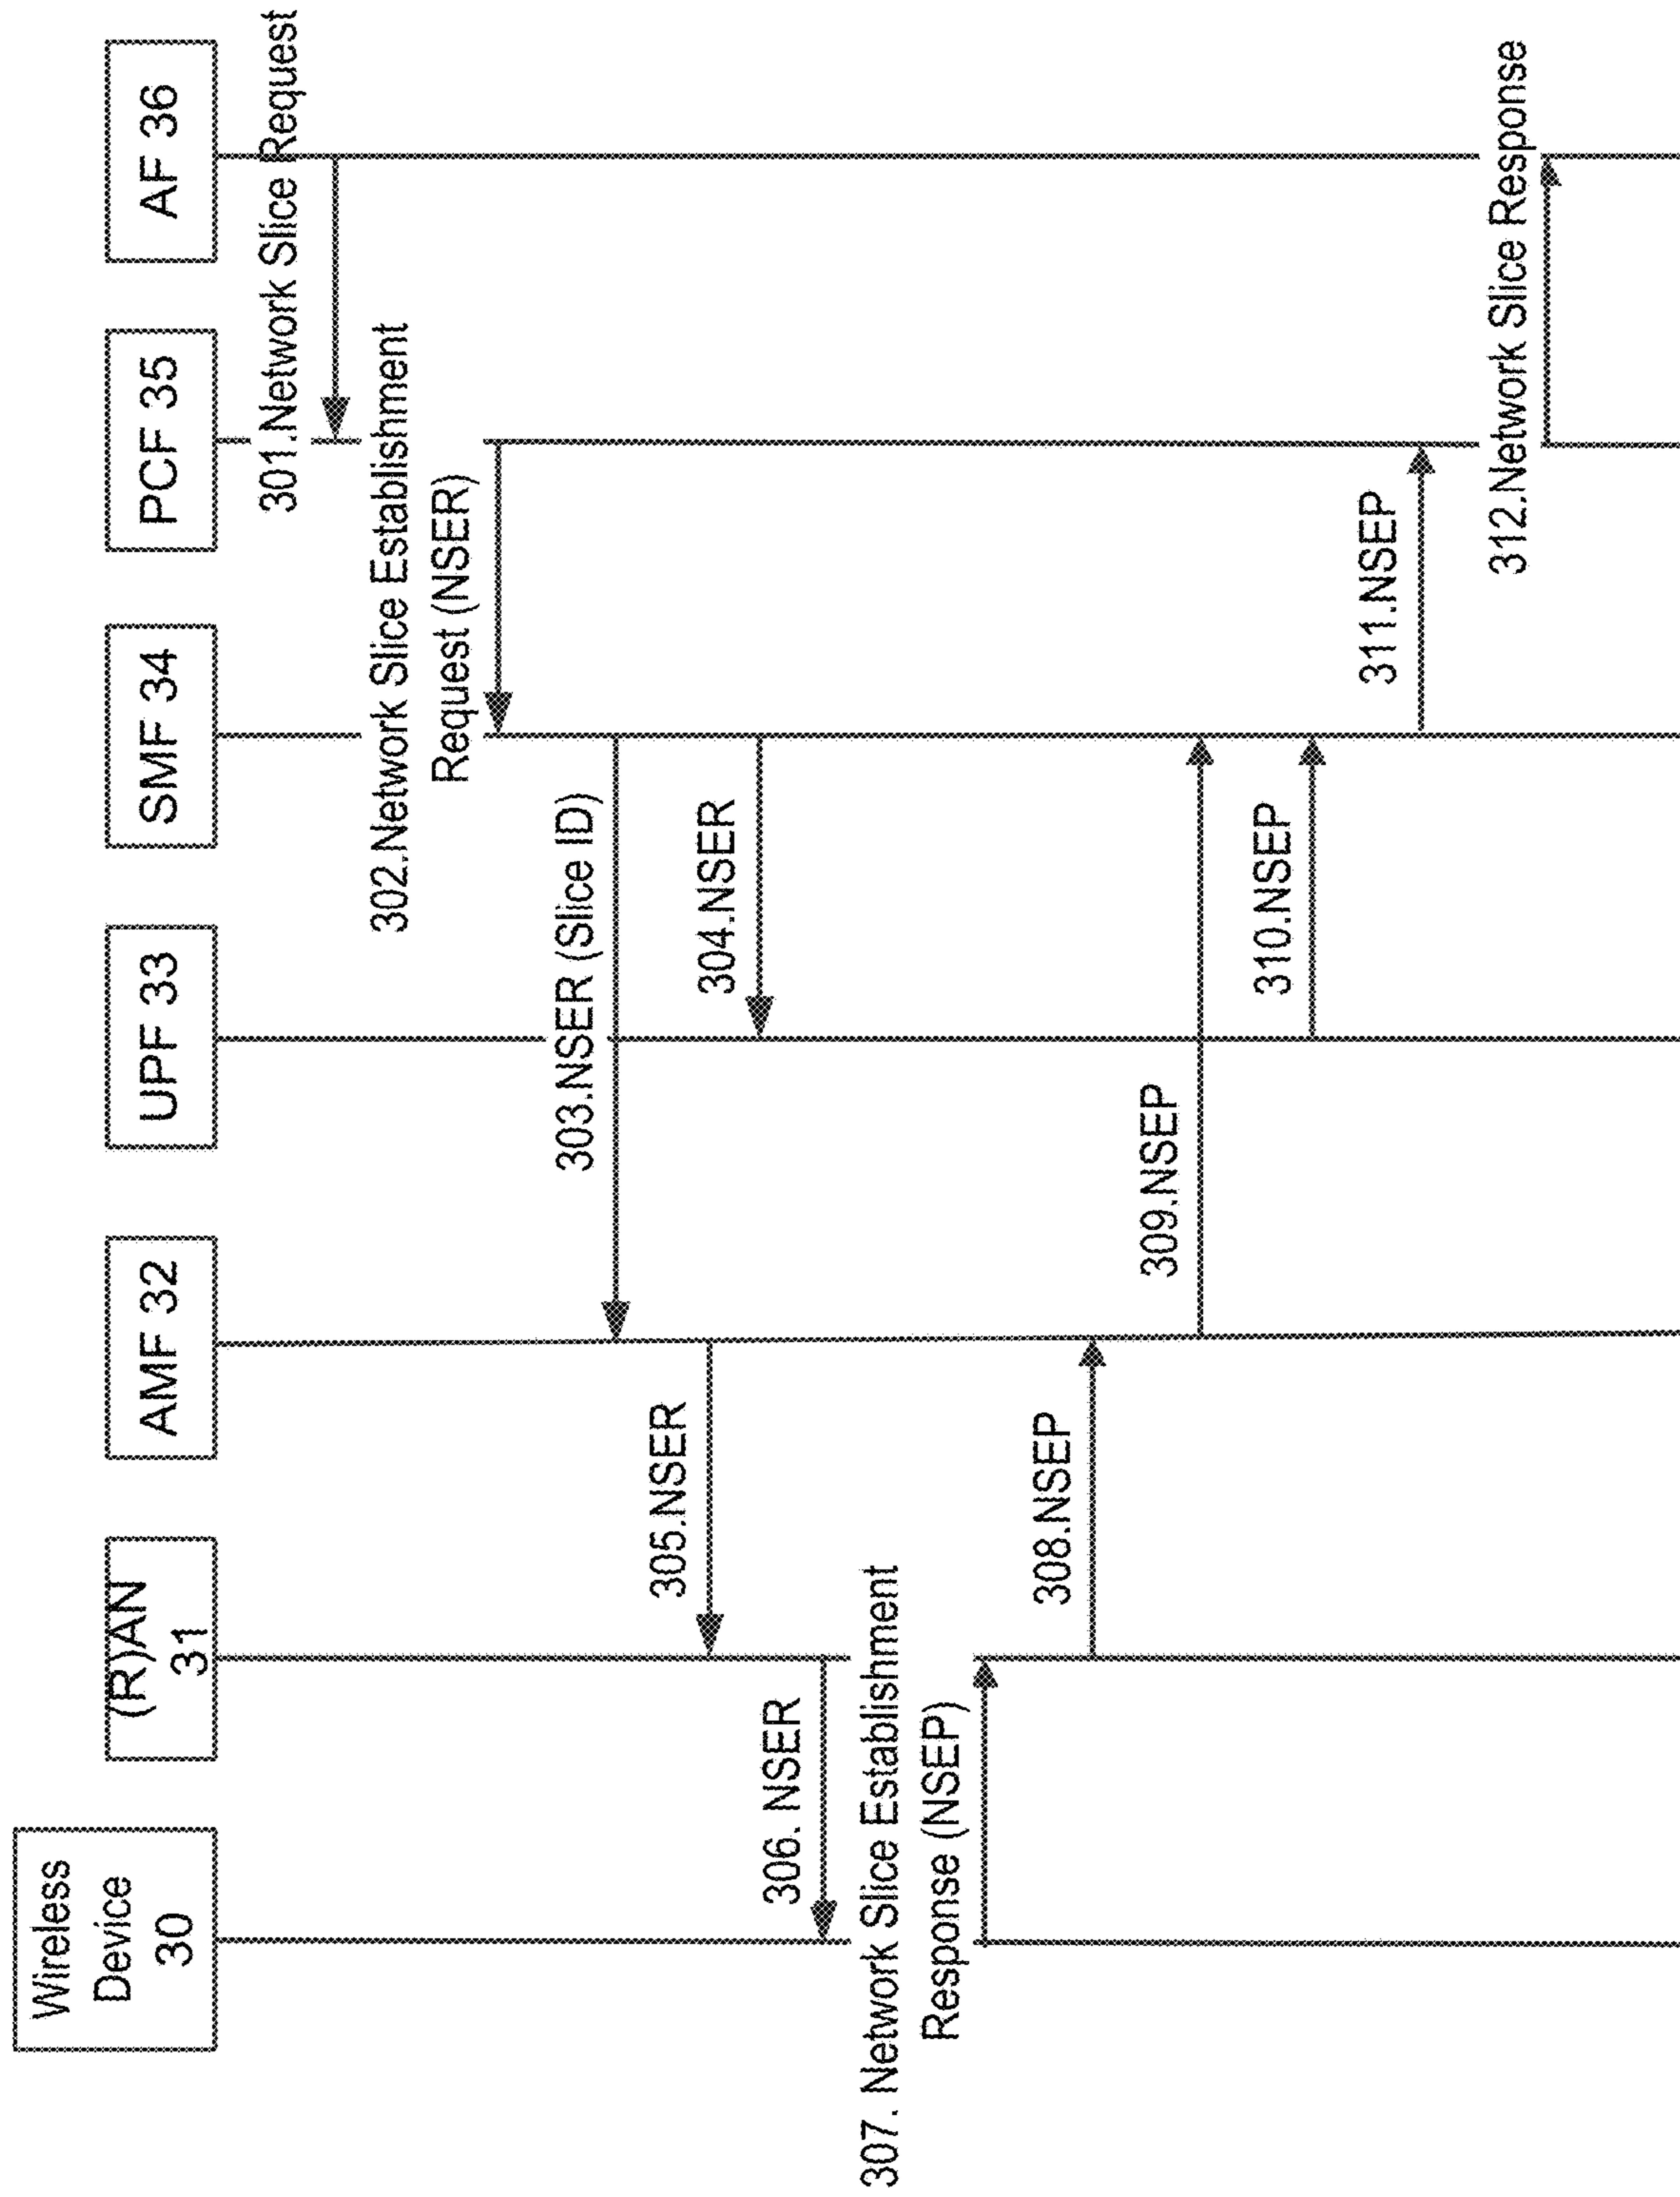 Wireless
Device
30
(R)AN
31
AMF 32
UPF 33
SMF 34
PCF 35
AF 36
301.Network Slice Request
302.Network Slice Establishment
Request (NSER)
303.NSER (Slice ID)
304.NSER
305.NSER
306. NSER
307. Network Slice Establishment
Response (NSEP)
308.NSEP
309.NSEP
310.NSEP
311.NSEP
312.Network Slice Response